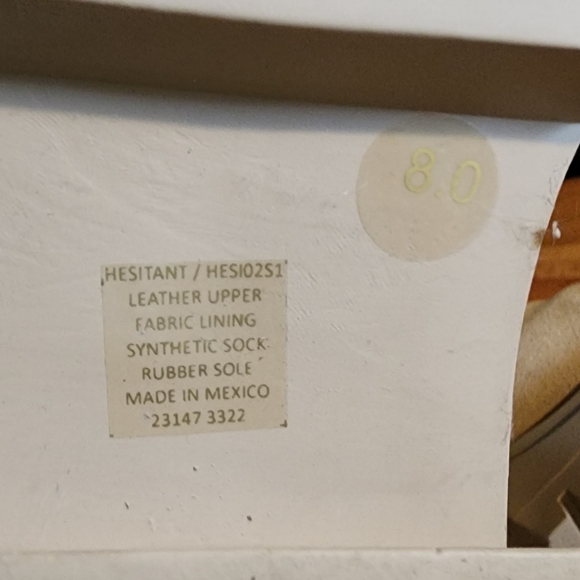 8.0
HESITANT / HESI02S1
LEATHER UPPER
FABRIC LINING
SYNTHETIC SOCK
RUBBER SOLE
MADE IN MEXICO
23147 3322